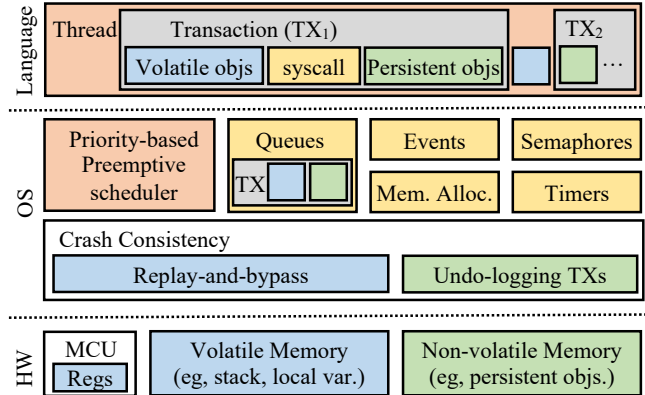 Language
Thread
Transaction (TX₁)
Volatile objs
syscall
Persistent objs
TX₂
...
OS
Priority-based
Preemptive
scheduler
Queues
TX
Events
Semaphores
Mem. Alloc.
Timers
Crash Consistency
Replay-and-bypass
Undo-logging TXs
HW
MCU
Regs
Volatile Memory
(eg, stack, local var.)
Non-volatile Memory
(eg, persistent objs.)